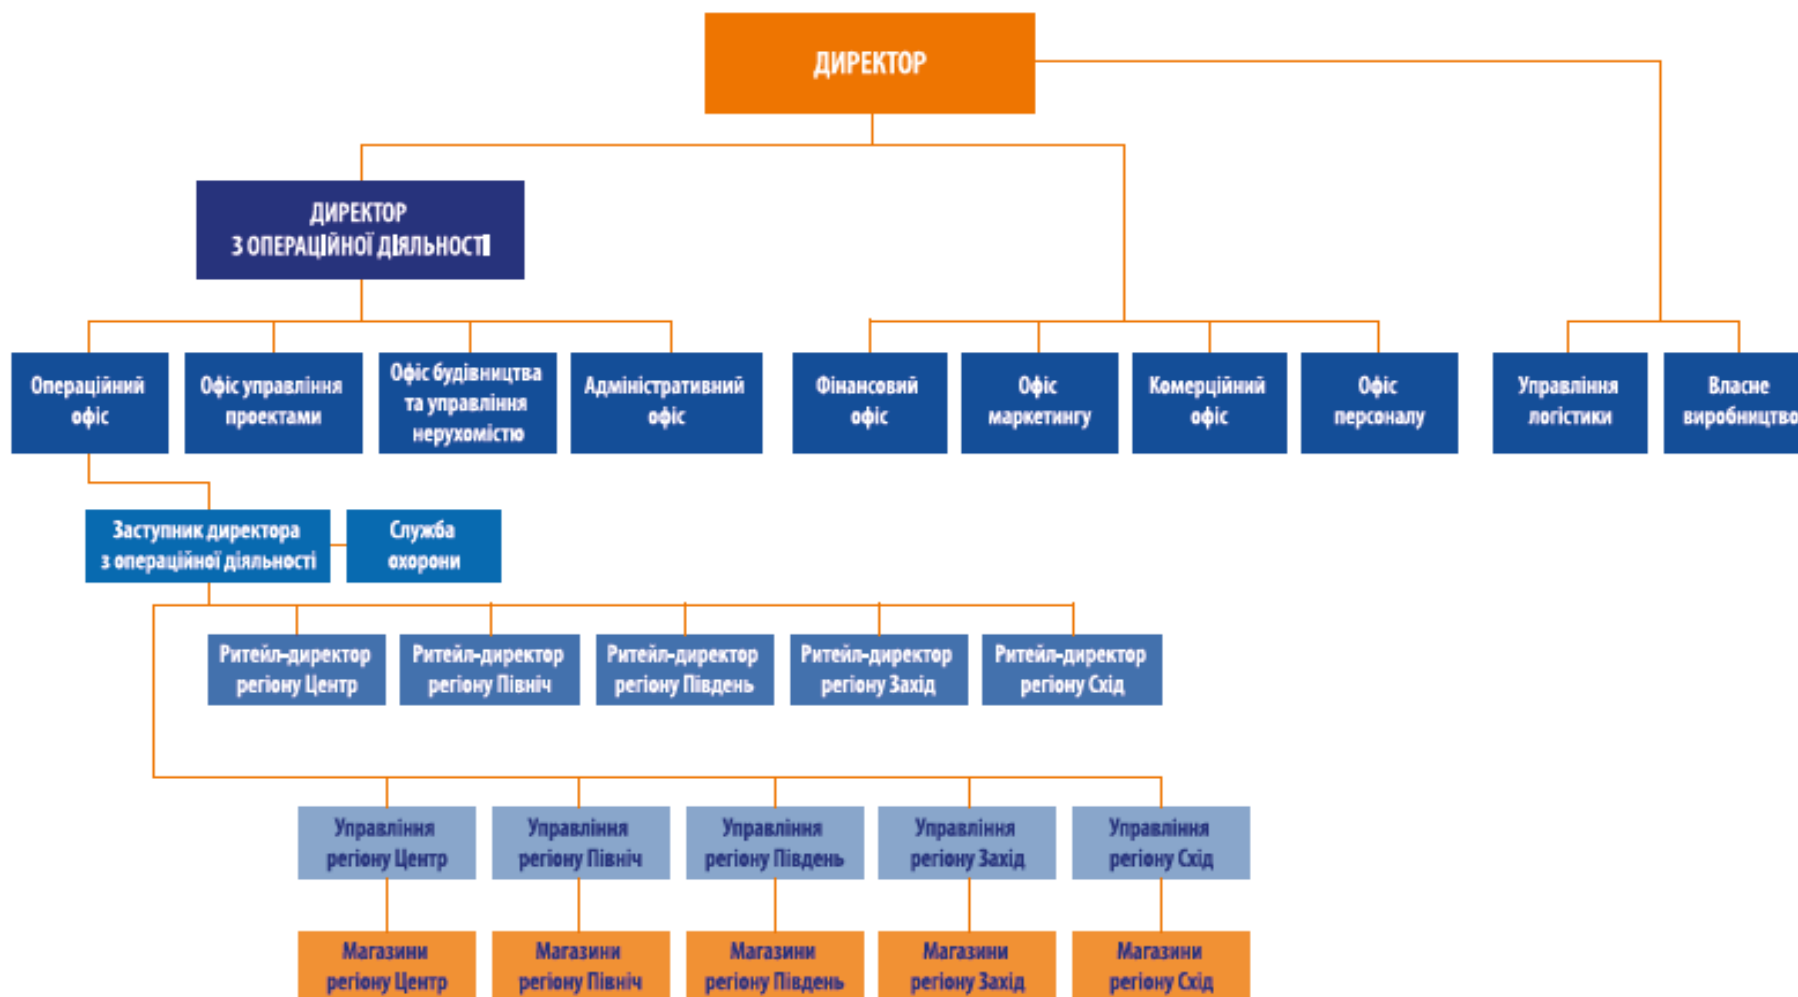 ДИРЕКТОР
ДИРЕКТОР
З ОПЕРАЦІЙНОЇ ДІЯЛЬНОСТІ
Операційний
офіс
Офіс управління
проектами
Офіс будівництва
та управління
нерухомістю
Адміністративний
офіс
Фінансовий
офіс
Офіс
маркетингу
Комерційний
офіс
Офіс
персоналу
Управління
логістики
Власне
виробництво
Заступник директора
з операційної діяльності
Служба
охорони
Ритейл-директор
регіону Центр
Ритейл-директор
регіону Північ
Ритейл-директор
регіону Південь
Ритейл-директор
регіону Захід
Ритейл-директор
регіону Схід
Управління
регіону Центр
Управління
регіону Північ
Управління
регіону Південь
Управління
регіону Захід
Управління
регіону Схід
Магазини
регіону Центр
Магазини
регіону Північ
Магазини
регіону Південь
Магазини
регіону Захід
Магазини
регіону Схід